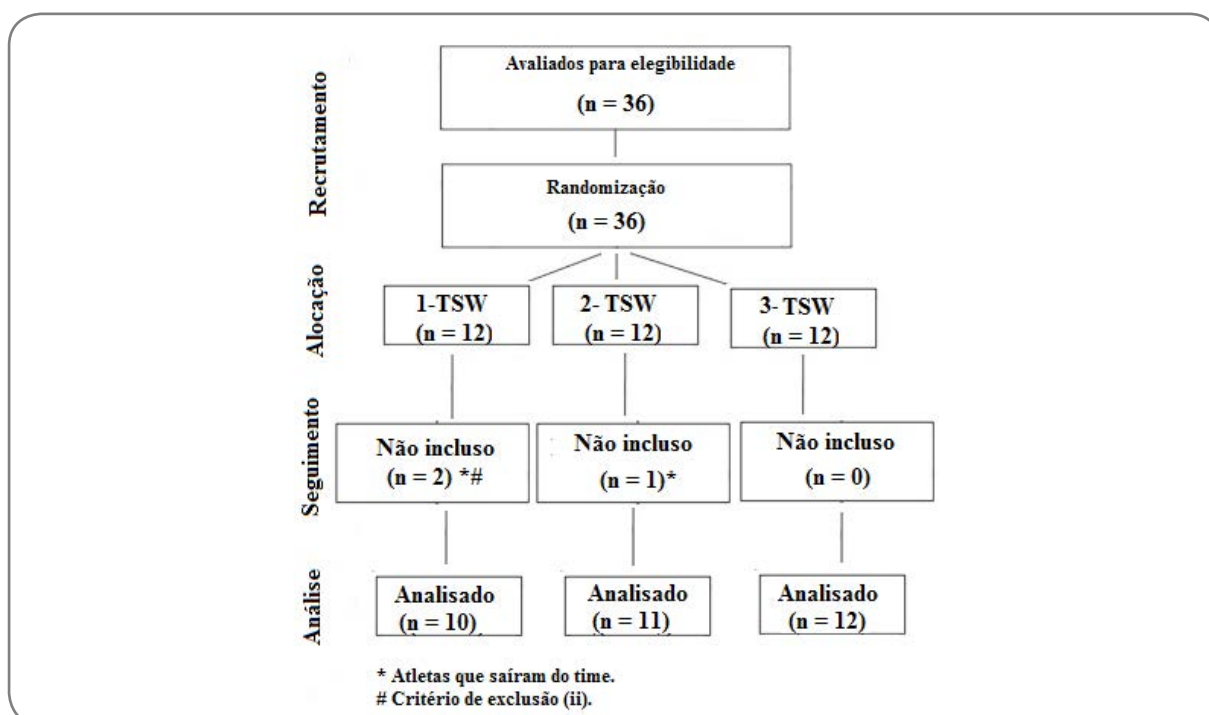 Recrutamento
Avaliados para elegibilidade
(n = 36)
Randomização
(n = 36)
Alocação
1-TSW
(n = 12)
2- TSW
(n = 12)
3- TSW
(n = 12)
Seguimento
Não incluso
(n = 2) *#
Não incluso
(n = 1)*
Não incluso
(n = 0)
Análise
Analisado
(n = 10)
Analisado
(n = 11)
Analisado
(n = 12)
* Atletas que saíram do time.
# Critério de exclusão (ii).